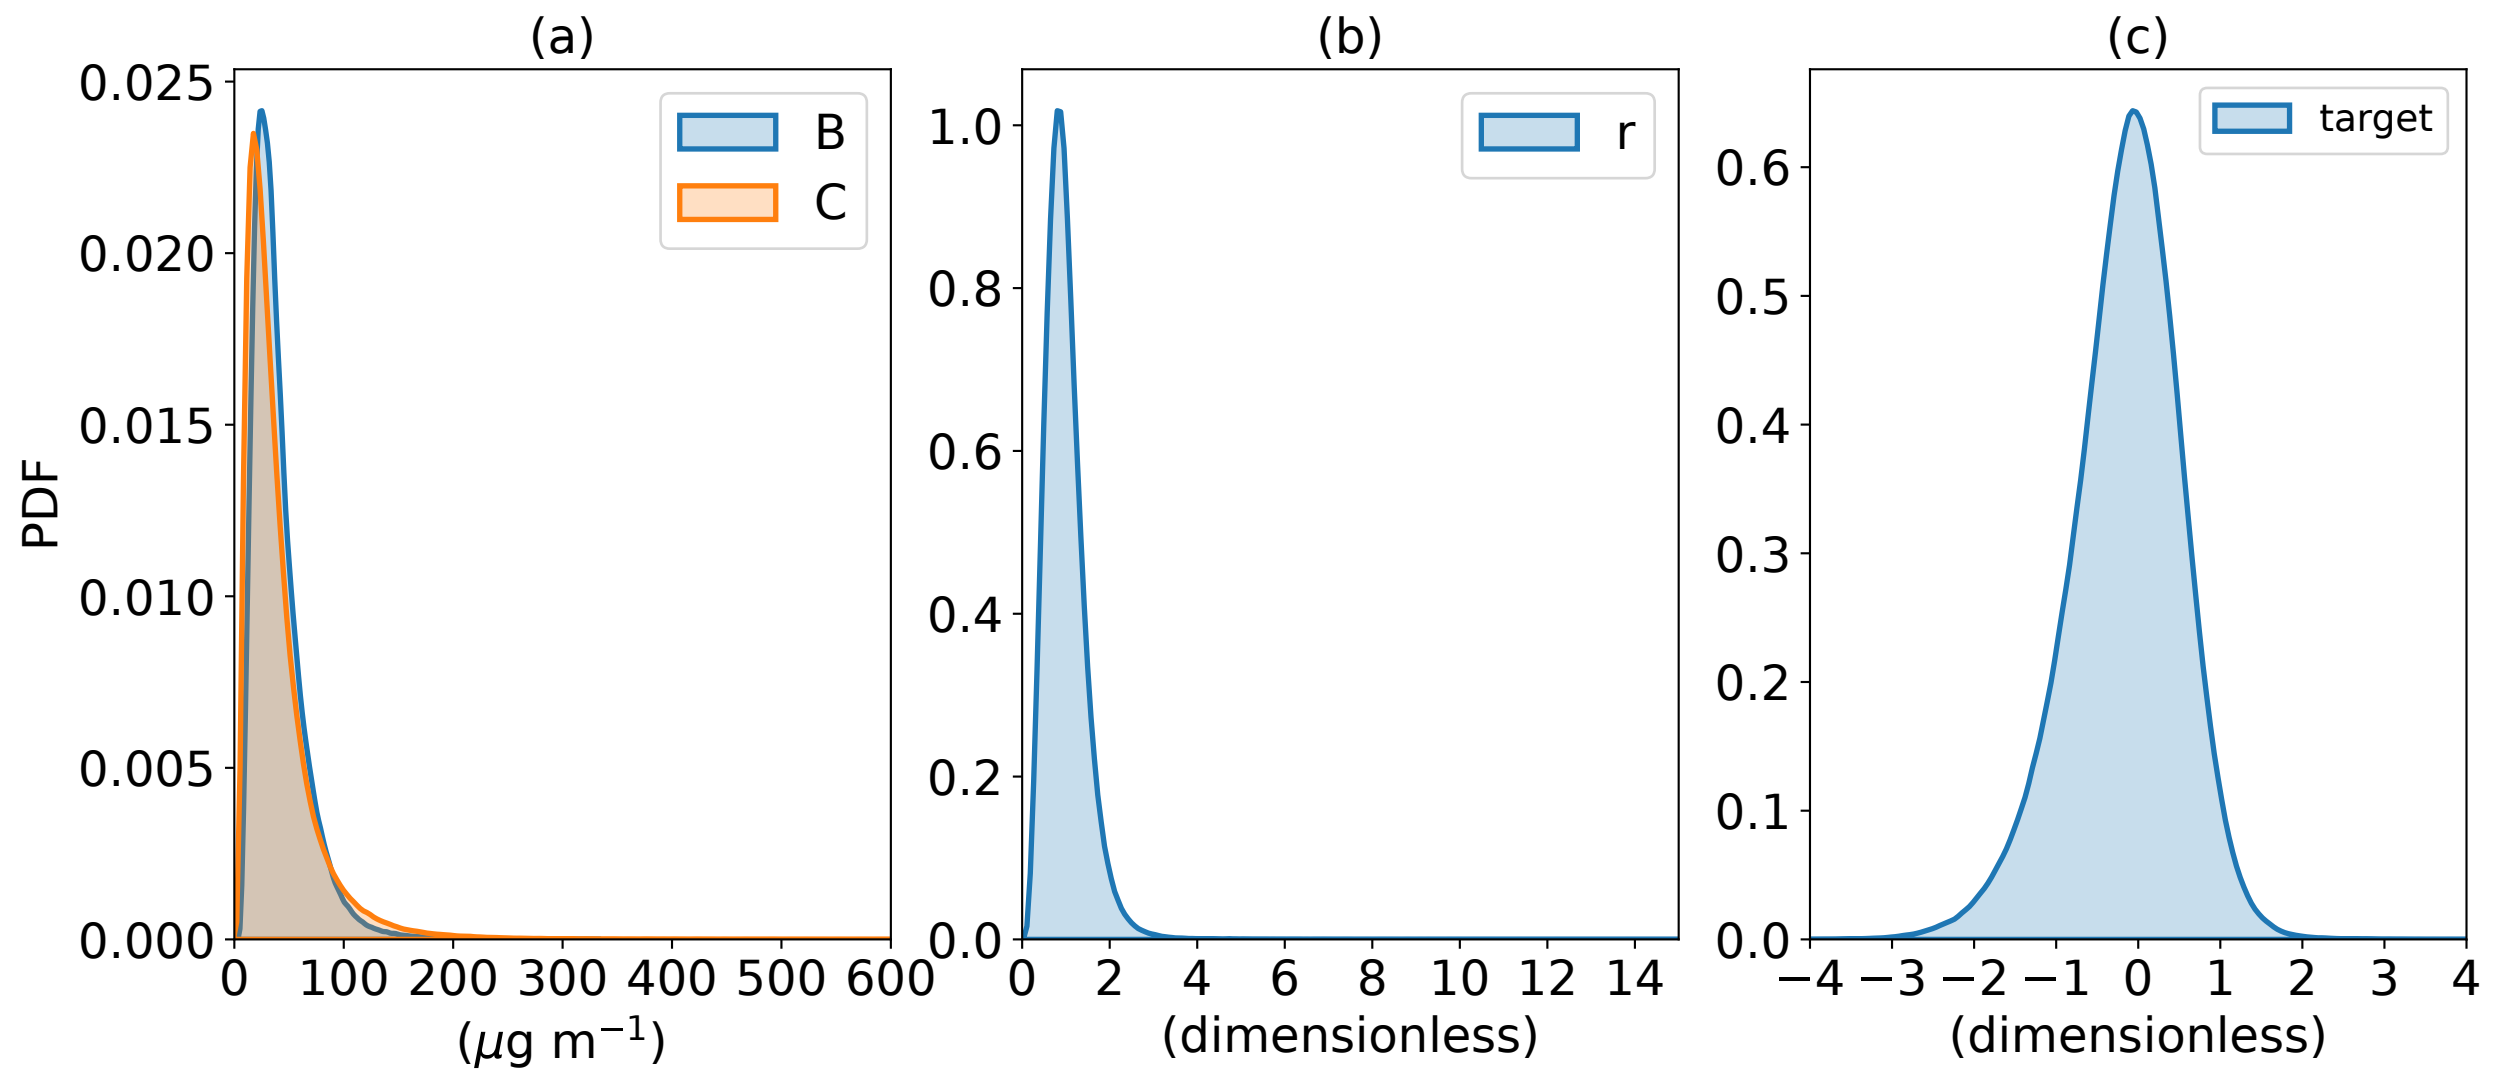 (a)
(b)
(c)
PDF
0.025
0.020
0.015
0.010
0.005
0.000
B
C
0 100 200 300 400 500 600
(μg m⁻¹)
1.0
0.8
0.6
0.4
0.2
0.0
r
0 2 4 6 8 10 12 14
(dimensionless)
0.6
0.5
0.4
0.3
0.2
0.1
0.0
target
−4 −3 −2 −1 0 1 2 3 4
(dimensionless)